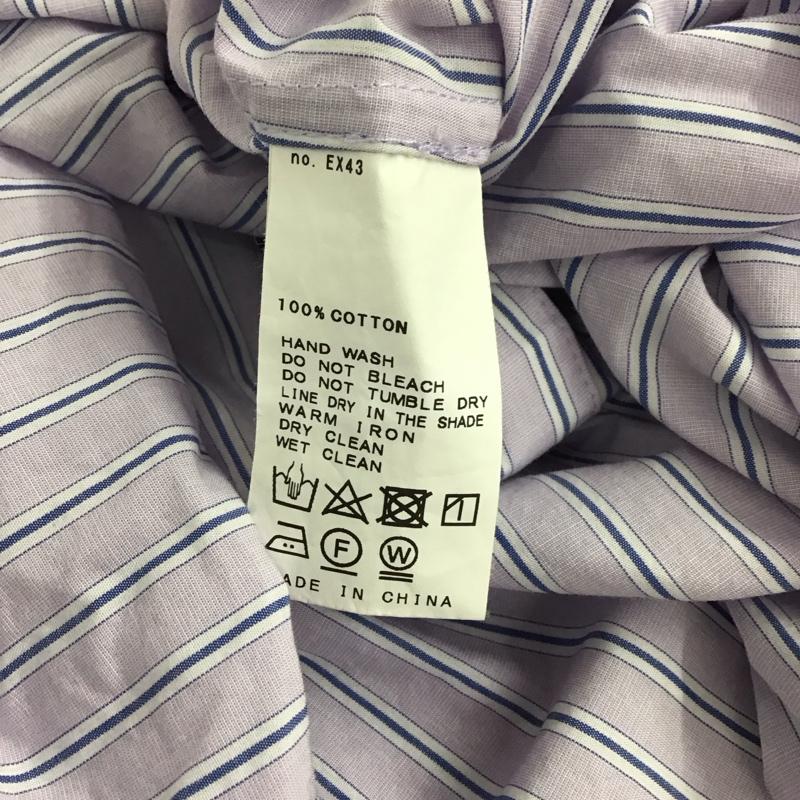 no. EX43
100% COTTON
HAND WASH
DO NOT BLEACH
DO NOT TUMBLE DRY
LINE DRY IN THE SHADE
WARM IRON
DRY CLEAN
WET CLEAN
F W
ADE IN CHINA